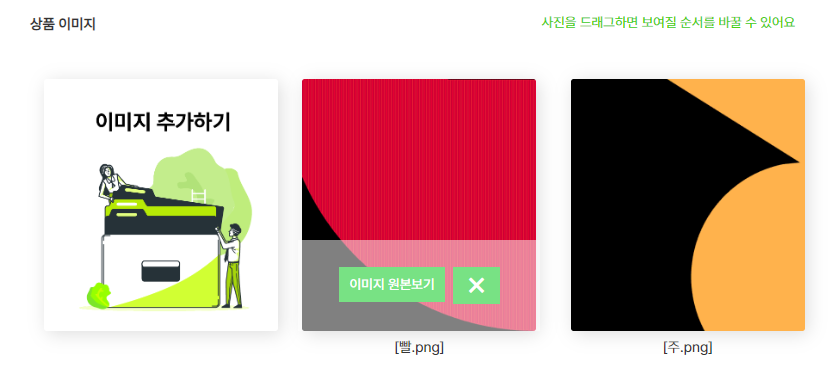 상품 이미지
사진을 드래그하면 보여질 순서를 바꿀 수 있어요
이미지 추가하기
이미지 원본보기
[빨.png]
[주.png]